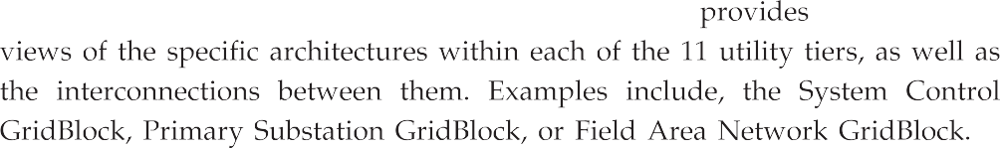 provides
views of the specific architectures within each of the 11 utility tiers, as well as
the interconnections between them. Examples include, the System Control
GridBlock, Primary Substation GridBlock, or Field Area Network GridBlock.